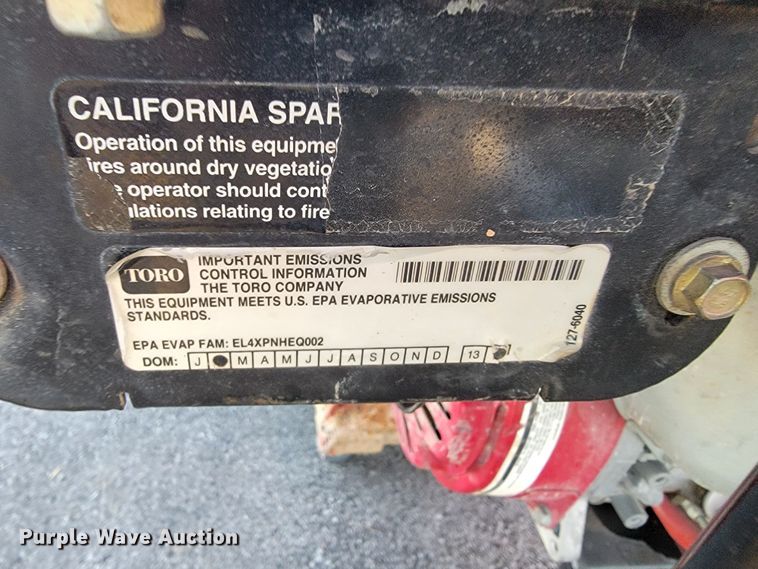 CALIFORNIA SPAR
Operation of this equipme
ires around dry vegetatio
e operator should cont
ulations relating to fire
TORO
IMPORTANT EMISSIONS
CONTROL INFORMATION
THE TORO COMPANY
THIS EQUIPMENT MEETS U.S. EPA EVAPORATIVE EMISSIONS
STANDARDS.
127-6040
EPA EVAP FAM: EL4XPNHEQ002
DOM: J M A M J J A S O N D 13
Purple Wave Auction